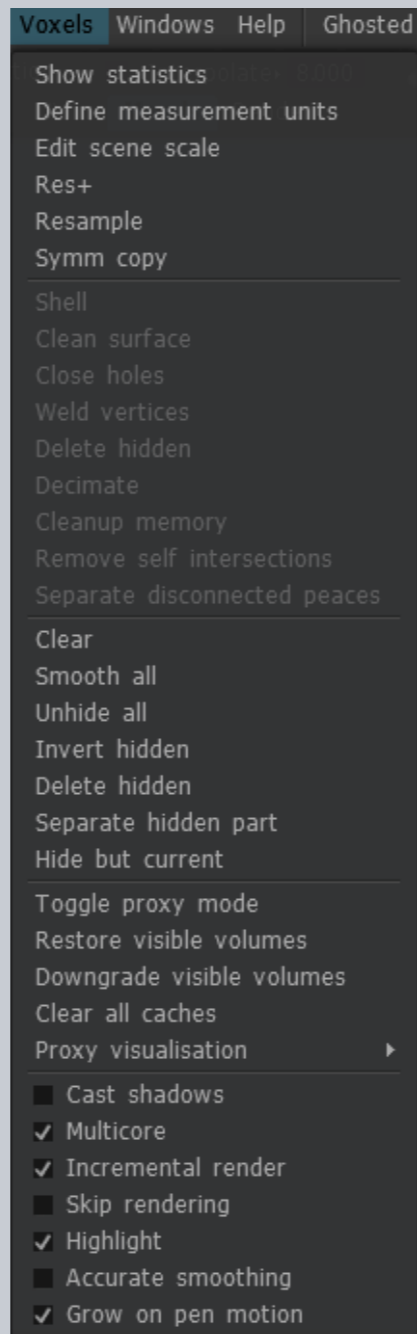 Voxels Windows Help Ghosted
8.000
Show statistics
Define measurement units
Edit scene scale
Res+
Resample
Symm copy
Shell
Clean surface
Close holes
Weld vertices
Delete hidden
Decimate
Cleanup memory
Remove self intersections
Separate disconnected peaces
Clear
Smooth all
Unhide all
Invert hidden
Delete hidden
Separate hidden part
Hide but current
Toggle proxy mode
Restore visible volumes
Downgrade visible volumes
Clear all caches
Proxy visualisation
Cast shadows
Multicore
Incremental render
Skip rendering
Highlight
Accurate smoothing
Grow on pen motion